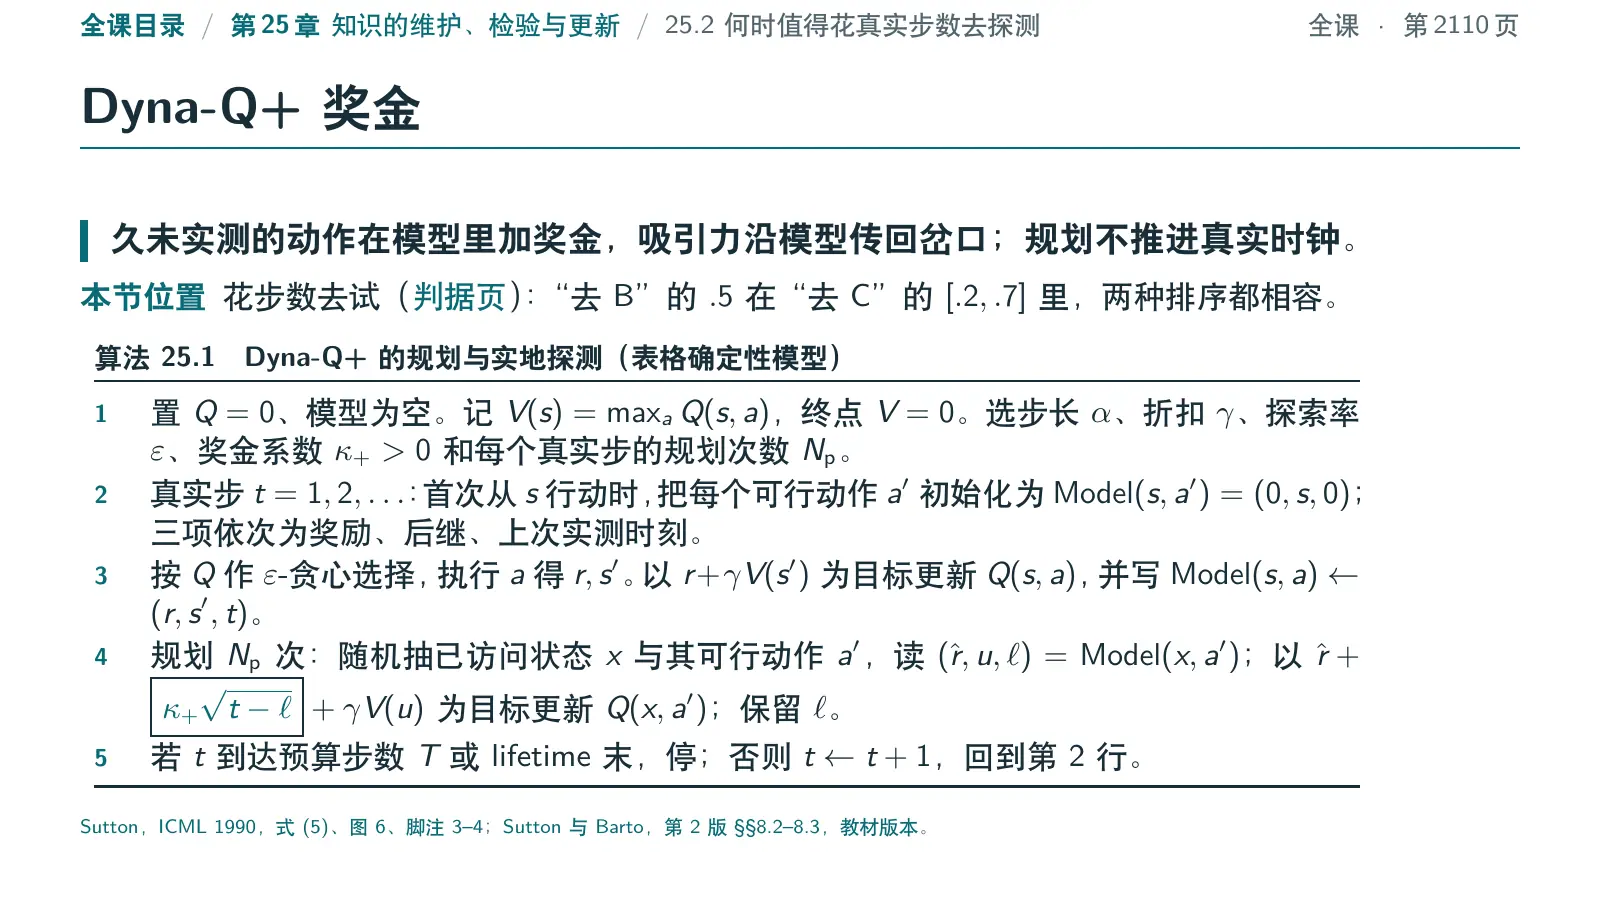 全课目录 / 第 25 章 知识的维护、检验与更新 / 25.2 何时值得花真实步数去探测
全课 · 第 2110 页
Dyna-Q+ 奖金
久未实测的动作在模型里加奖金，吸引力沿模型传回岔口；规划不推进真实时钟。
本节位置 花步数去试（判据页）：“去 B” 的 .5 在 “去 C” 的 [.2, .7] 里，两种排序都相容。
算法 25.1 Dyna-Q+ 的规划与实地探测（表格确定性模型）
1 置 Q = 0、模型为空。记 V(s) = maxₐ Q(s, a)，终点 V = 0。选步长 α、折扣 γ、探索率
ε、奖金系数 κ₊ > 0 和每个真实步的规划次数 Nₚ。
2 真实步 t = 1, 2, . . .：首次从 s 行动时，把每个可行动作 a′ 初始化为 Model(s, a′) = (0, s, 0)；
三项依次为奖励、后继、上次实测时刻。
3 按 Q 作 ε-贪心选择，执行 a 得 r, s′。以 r+γV(s′) 为目标更新 Q(s, a)，并写 Model(s, a) ←
(r, s′, t)。
4 规划 Nₚ 次：随机抽已访问状态 x 与其可行动作 a′，读 (r̂, u, ℓ) = Model(x, a′)；以 r̂ +
κ₊√(t − ℓ) + γV(u) 为目标更新 Q(x, a′)；保留 ℓ。
5 若 t 到达预算步数 T 或 lifetime 末，停；否则 t ← t + 1，回到第 2 行。
Sutton，ICML 1990，式 (5)、图 6、脚注 3–4；Sutton 与 Barto，第 2 版 §§8.2–8.3，教材版本。